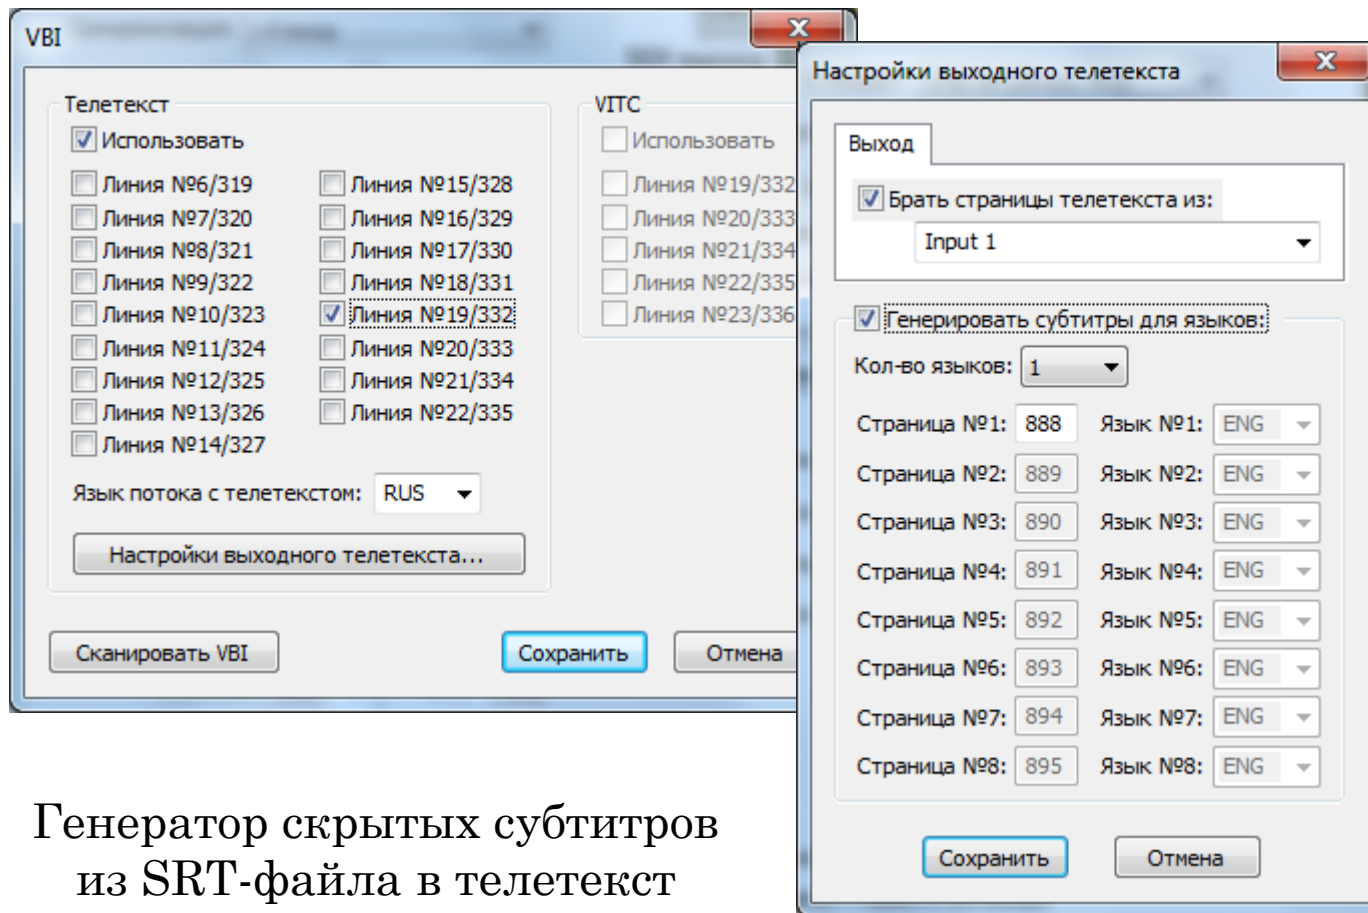 VBI
Телетекст
Использовать
Линия №6/319
Линия №7/320
Линия №8/321
Линия №9/322
Линия №10/323
Линия №11/324
Линия №12/325
Линия №13/326
Линия №14/327
Линия №15/328
Линия №16/329
Линия №17/330
Линия №18/331
Линия №19/332
Линия №20/333
Линия №21/334
Линия №22/335
Язык потока с телетекстом: RUS
Настройки выходного телетекста...
VITC
Использовать
Линия №19/332
Линия №20/333
Линия №21/334
Линия №22/335
Линия №23/336
Сканировать VBI
Сохранить
Отмена
Настройки выходного телетекста
Выход
Брать страницы телетекста из:
Input 1
Генерировать субтитры для языков:
Кол-во языков: 1
Страница №1: 888 Язык №1: ENG
Страница №2: 889 Язык №2: ENG
Страница №3: 890 Язык №3: ENG
Страница №4: 891 Язык №4: ENG
Страница №5: 892 Язык №5: ENG
Страница №6: 893 Язык №6: ENG
Страница №7: 894 Язык №7: ENG
Страница №8: 895 Язык №8: ENG
Сохранить
Отмена
Генератор скрытых субтитров
из SRT-файла в телетекст